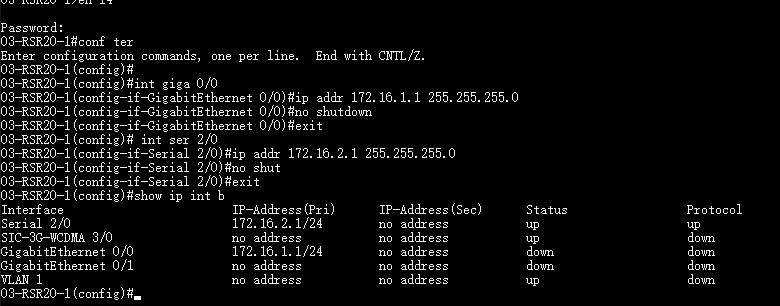 Password:
03-RSR20-1#conf ter
Enter configuration commands, one per line.  End with CNTL/Z.
03-RSR20-1(config)#
03-RSR20-1(config)#int giga 0/0
03-RSR20-1(config-if-GigabitEthernet 0/0)#ip addr 172.16.1.1 255.255.255.0
03-RSR20-1(config-if-GigabitEthernet 0/0)#no shutdown
03-RSR20-1(config-if-GigabitEthernet 0/0)#exit
03-RSR20-1(config)# int ser 2/0
03-RSR20-1(config-if-Serial 2/0)#ip addr 172.16.2.1 255.255.255.0
03-RSR20-1(config-if-Serial 2/0)#no shut
03-RSR20-1(config-if-Serial 2/0)#exit
03-RSR20-1(config)#show ip int b
Interface IP-Address(Pri) IP-Address(Sec) Status Protocol
Serial 2/0 172.16.2.1/24 no address up up
SIC-3G-WCDMA 3/0 no address no address up down
GigabitEthernet 0/0 172.16.1.1/24 no address down down
GigabitEthernet 0/1 no address no address down down
VLAN 1 no address no address up down
03-RSR20-1(config)#